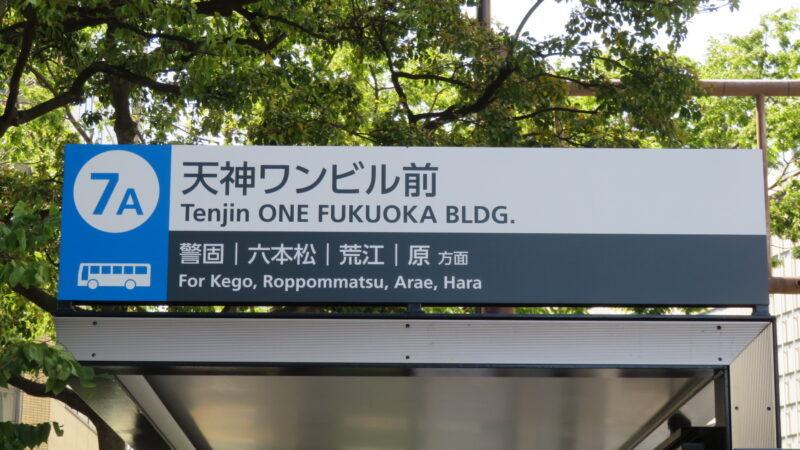 7A
天神ワンビル前
Tenjin ONE FUKUOKA BLDG.
警固｜六本松｜荒江｜原 方面
For Kego, Roppommatsu, Arae, Hara